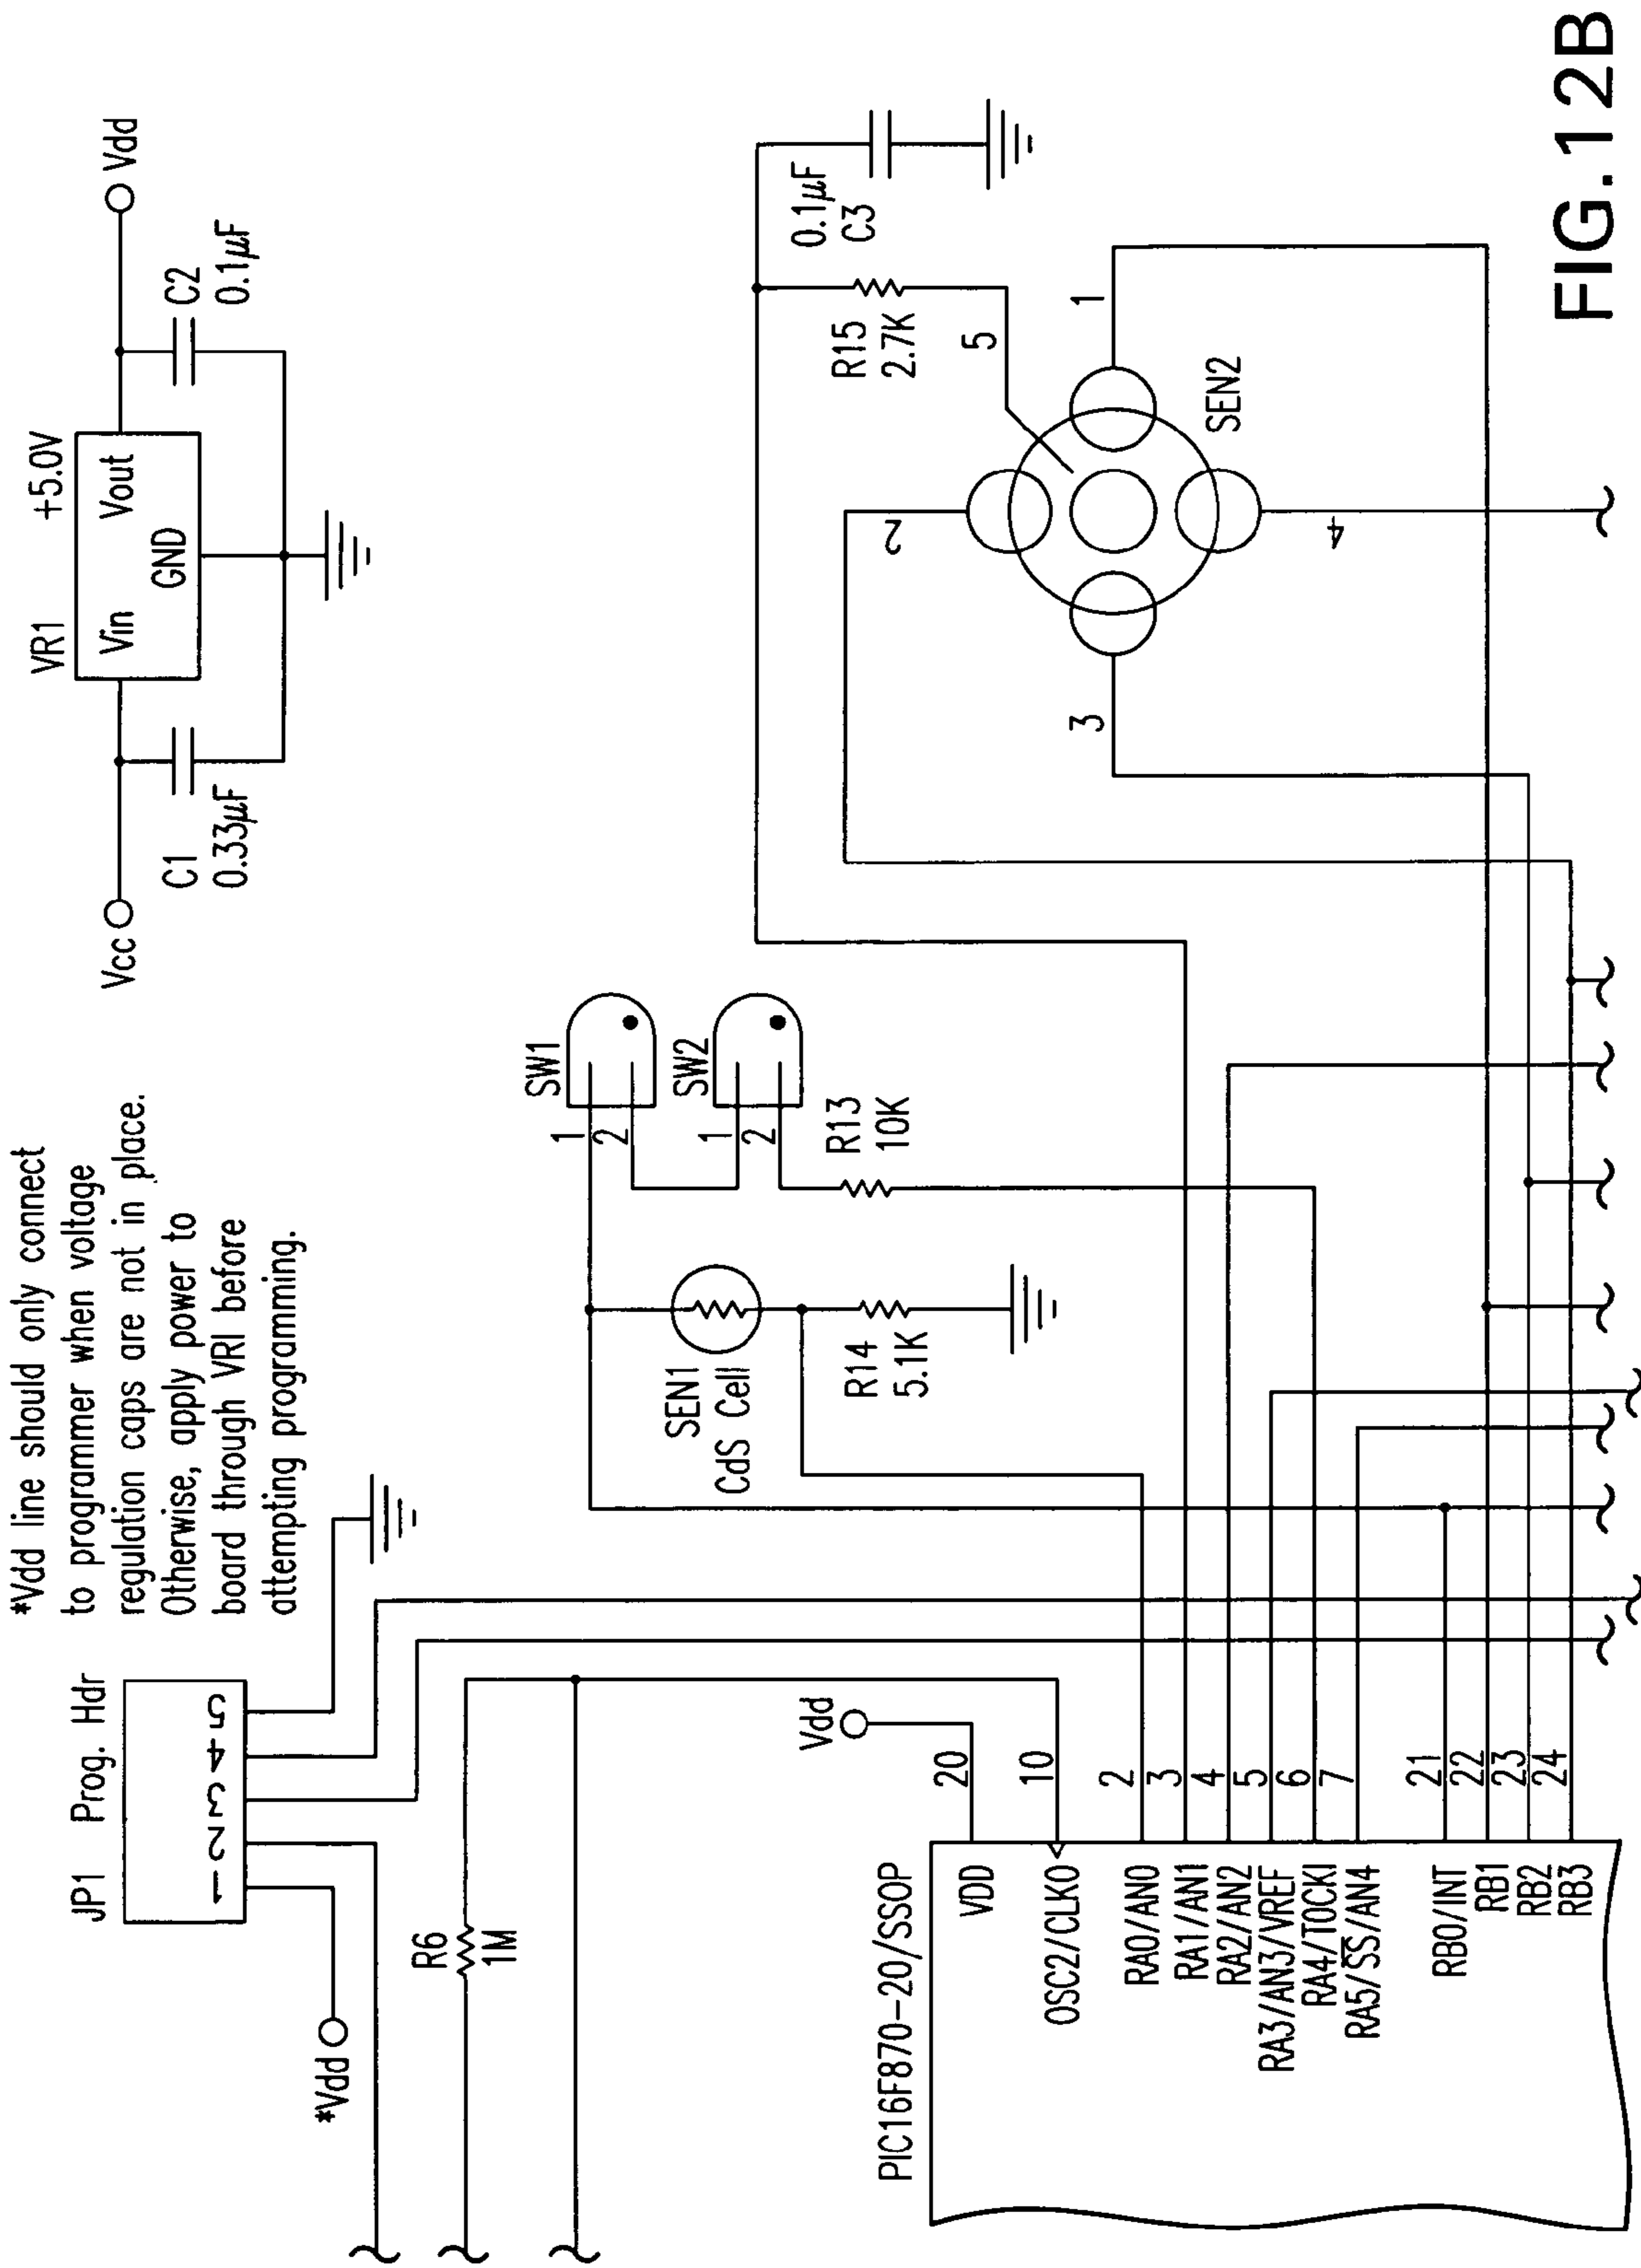 *Vdd line should only connect
to programmer when voltage
regulation caps are not in place.
Otherwise, apply power to
board through VRI before
attempting programming.
JP1 Prog. Hdr
1 2 3 4 5
*Vdd
R6
1M
VR1 +5.0V
Vin Vout
GND
Vcc
Vdd
C1
0.33µF
C2
0.1µF
SW1
1
2
SW2
1
2
R13
10K
SEN1
CdS Cell
R14
5.1K
0.1µF
C3
R15
2.7K
5
1
2
3
4
SEN2
PIC16F870-20/SSOP
Vdd
VDD 20
OSC2/CLKO 10
RA0/AN0 2
RA1/AN1 3
RA2/AN2 4
RA3/AN3/VREF 5
RA4/TOCKI 6
RA5/S̅S̅/AN4 7
RB0/INT 21
RB1 22
RB2 23
RB3 24
FIG.12B